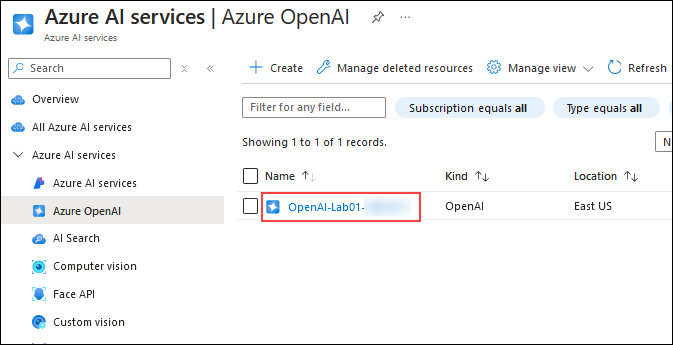 Azure AI services | Azure OpenAI
Azure AI services
Search
Create Manage deleted resources Manage view Refresh
Overview
All Azure AI services
Azure AI services
Azure AI services
Azure OpenAI
AI Search
Computer vision
Face API
Custom vision
Filter for any field...
Subscription equals all
Type equals all
Showing 1 to 1 of 1 records.
N
Name Kind Location
OpenAI-Lab01- OpenAI East US